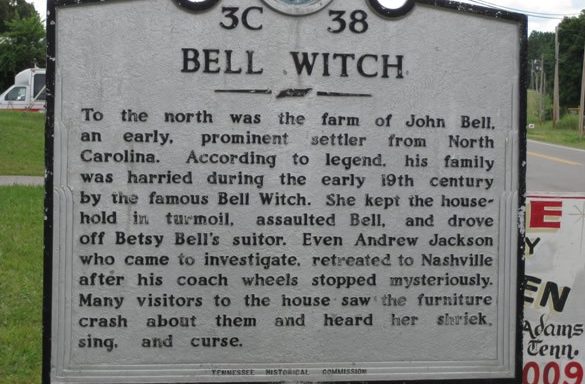 3C 38
BELL WITCH
To the north was the farm of John Bell,
an early, prominent settler from North
Carolina. According to legend, his family
was harried during the early 19th century
by the famous Bell Witch. She kept the house-
hold in turmoil, assaulted Bell, and drove
off Betsy Bell's suitor. Even Andrew Jackson
who came to investigate, retreated to Nashville
after his coach wheels stopped mysteriously.
Many visitors to the house saw the furniture
crash about them and heard her shriek,
sing, and curse.
TENNESSEE HISTORICAL COMMISSION
E
Y
EN
Adams
Tenn.
009